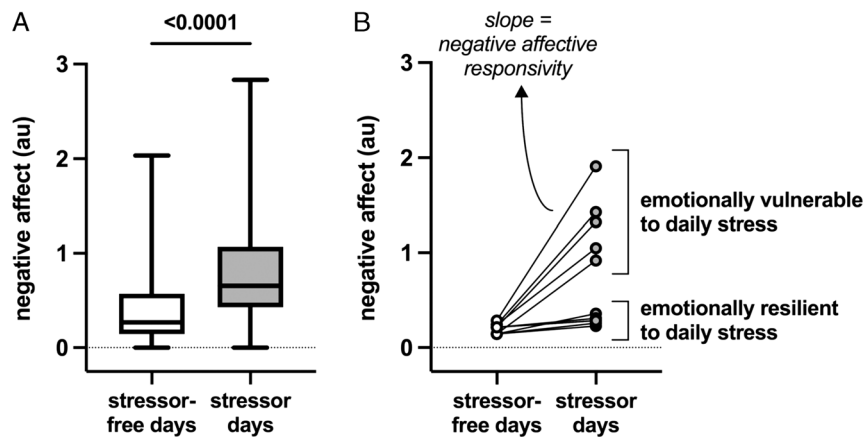 A
<0.0001
negative affect (au)
3
2
1
0
stressor-
free days
stressor
days
B
slope =
negative affective
responsivity
negative affect (au)
3
2
1
0
emotionally vulnerable
to daily stress
emotionally resilient
to daily stress
stressor-
free days
stressor
days